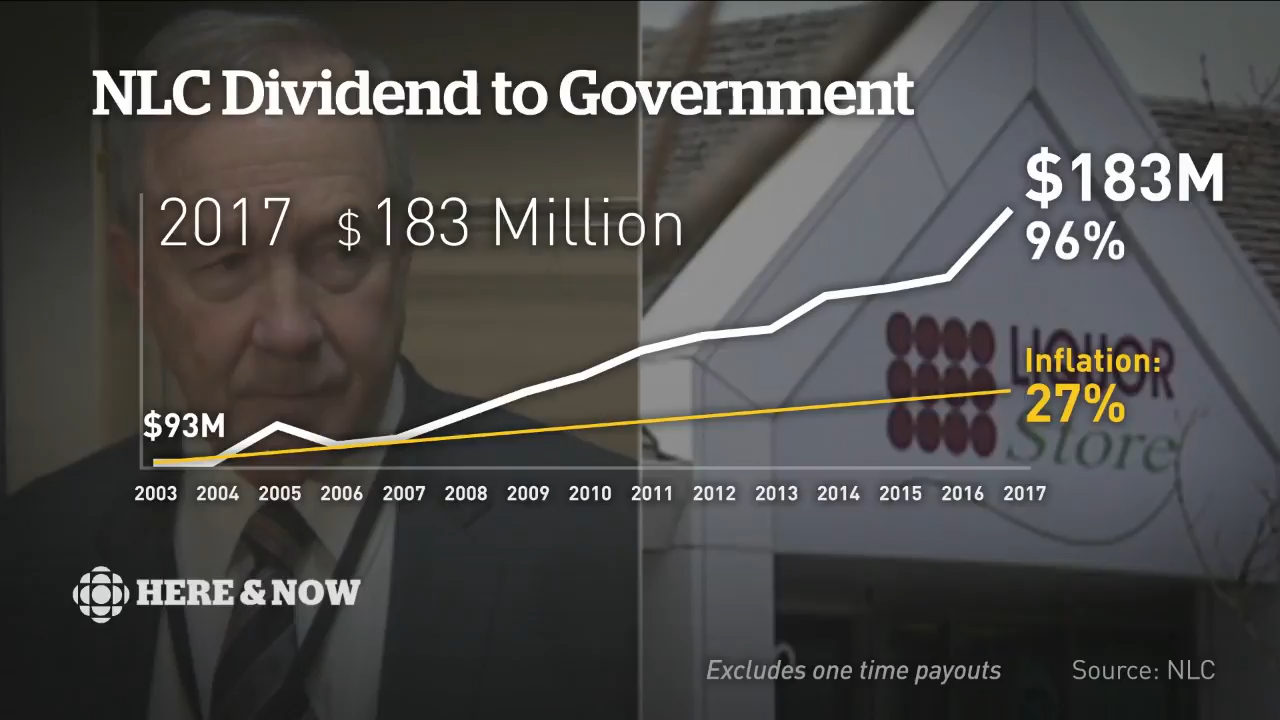 NLC Dividend to Government
$183M
96%
2017 $183 Million
LIQUOR
Store
Inflation:
27%
$93M
2003 2004 2005 2006 2007 2008 2009 2010 2011 2012 2013 2014 2015 2016 2017
HERE & NOW
Excludes one time payouts
Source: NLC